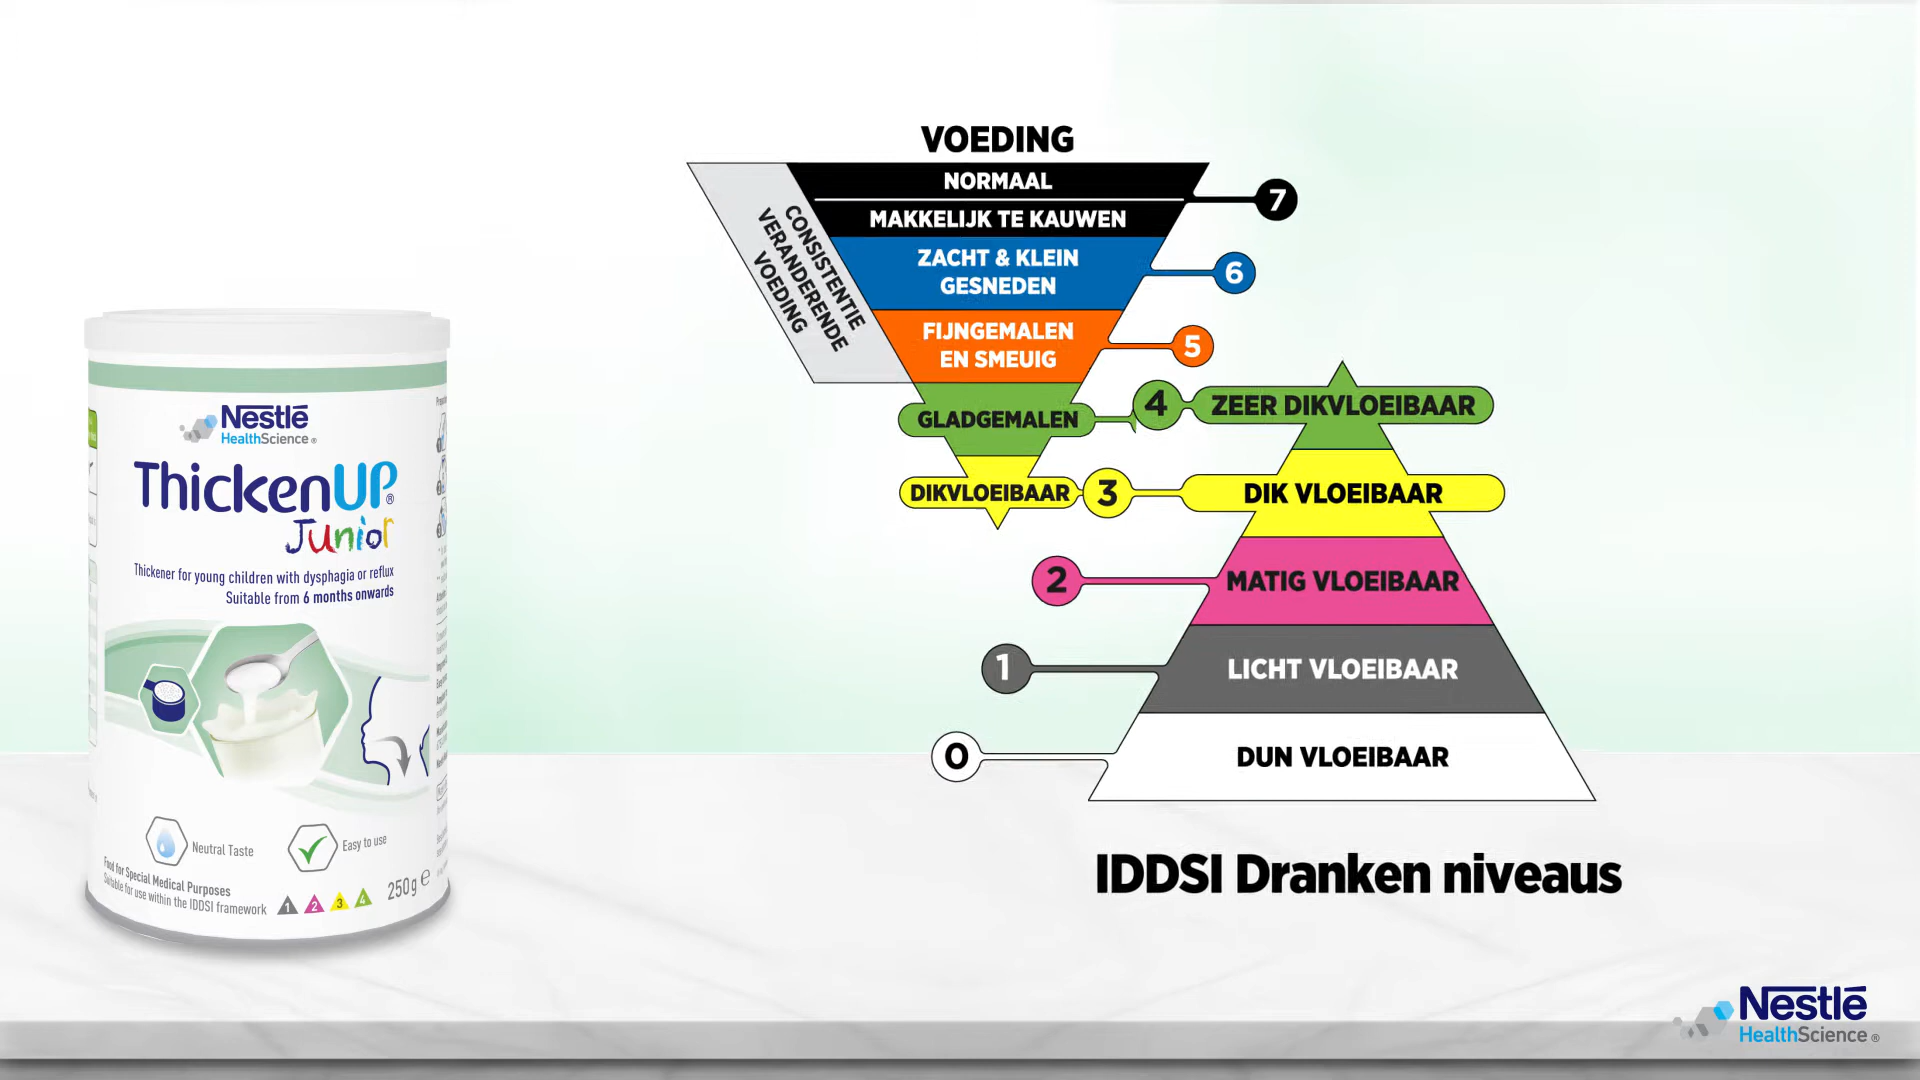 VOEDING
NORMAAL
MAKKELIJK TE KAUWEN
7
ZACHT & KLEIN
GESNEDEN
6
FIJNGEMALEN
EN SMEUIG
5
CONSISTENTIE
VERANDERENDE
VOEDING
GLADGEMALEN
4
ZEER DIKVLOEIBAAR
DIKVLOEIBAAR
3
DIK VLOEIBAAR
2
MATIG VLOEIBAAR
1
LICHT VLOEIBAAR
0
DUN VLOEIBAAR
IDDSI Dranken niveaus
Nestlé
HealthScience®
ThickenUP®
Junior
Thickener for young children with dysphagia or reflux
Suitable from 6 months onwards
Neutral Taste
Easy to use
Food for Special Medical Purposes
Suitable for use within the IDDSI framework
1 2 3 4
250g e
Nestlé
HealthScience®